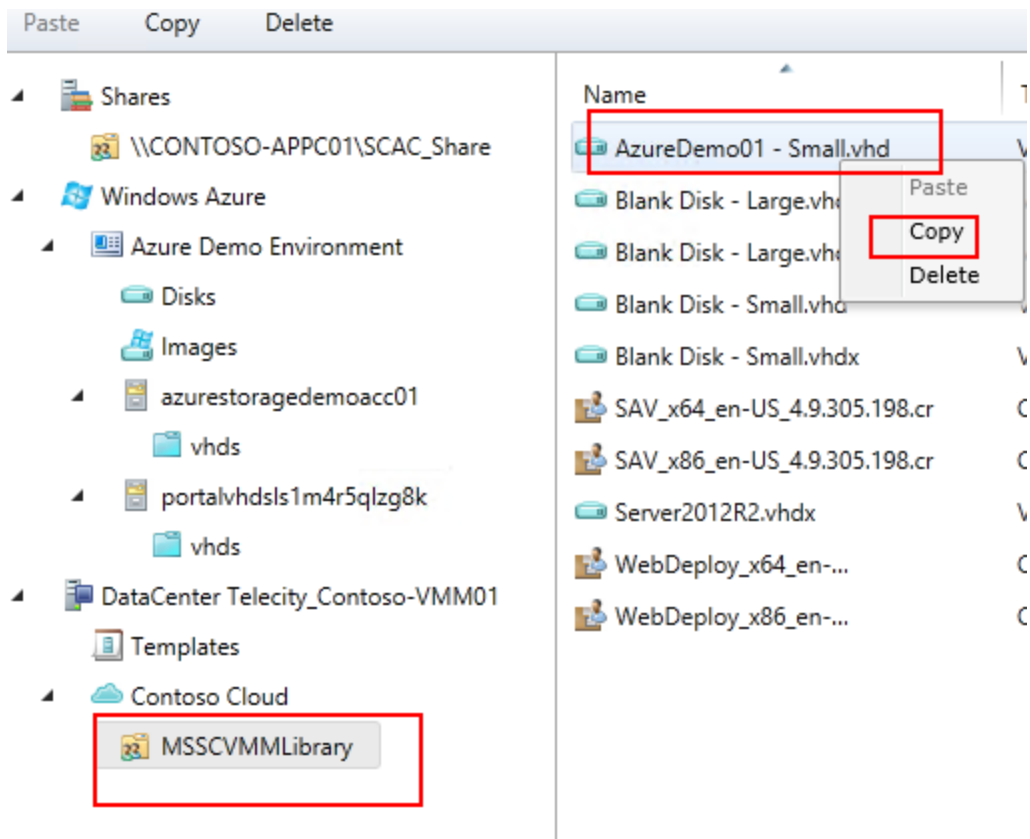 Paste Copy Delete
Shares
\\CONTOSO-APPC01\SCAC_Share
Windows Azure
Azure Demo Environment
Disks
Images
azurestoragedemoacc01
vhds
portalvhdsls1m4r5qlzg8k
vhds
DataCenter Telecity_Contoso-VMM01
Templates
Contoso Cloud
MSSCVMMLibrary
Name
AzureDemo01 - Small.vhd
Blank Disk - Large.vhd
Blank Disk - Large.vhd
Blank Disk - Small.vhd
Blank Disk - Small.vhdx
SAV_x64_en-US_4.9.305.198.cr
SAV_x86_en-US_4.9.305.198.cr
Server2012R2.vhdx
WebDeploy_x64_en-...
WebDeploy_x86_en-...
Paste
Copy
Delete